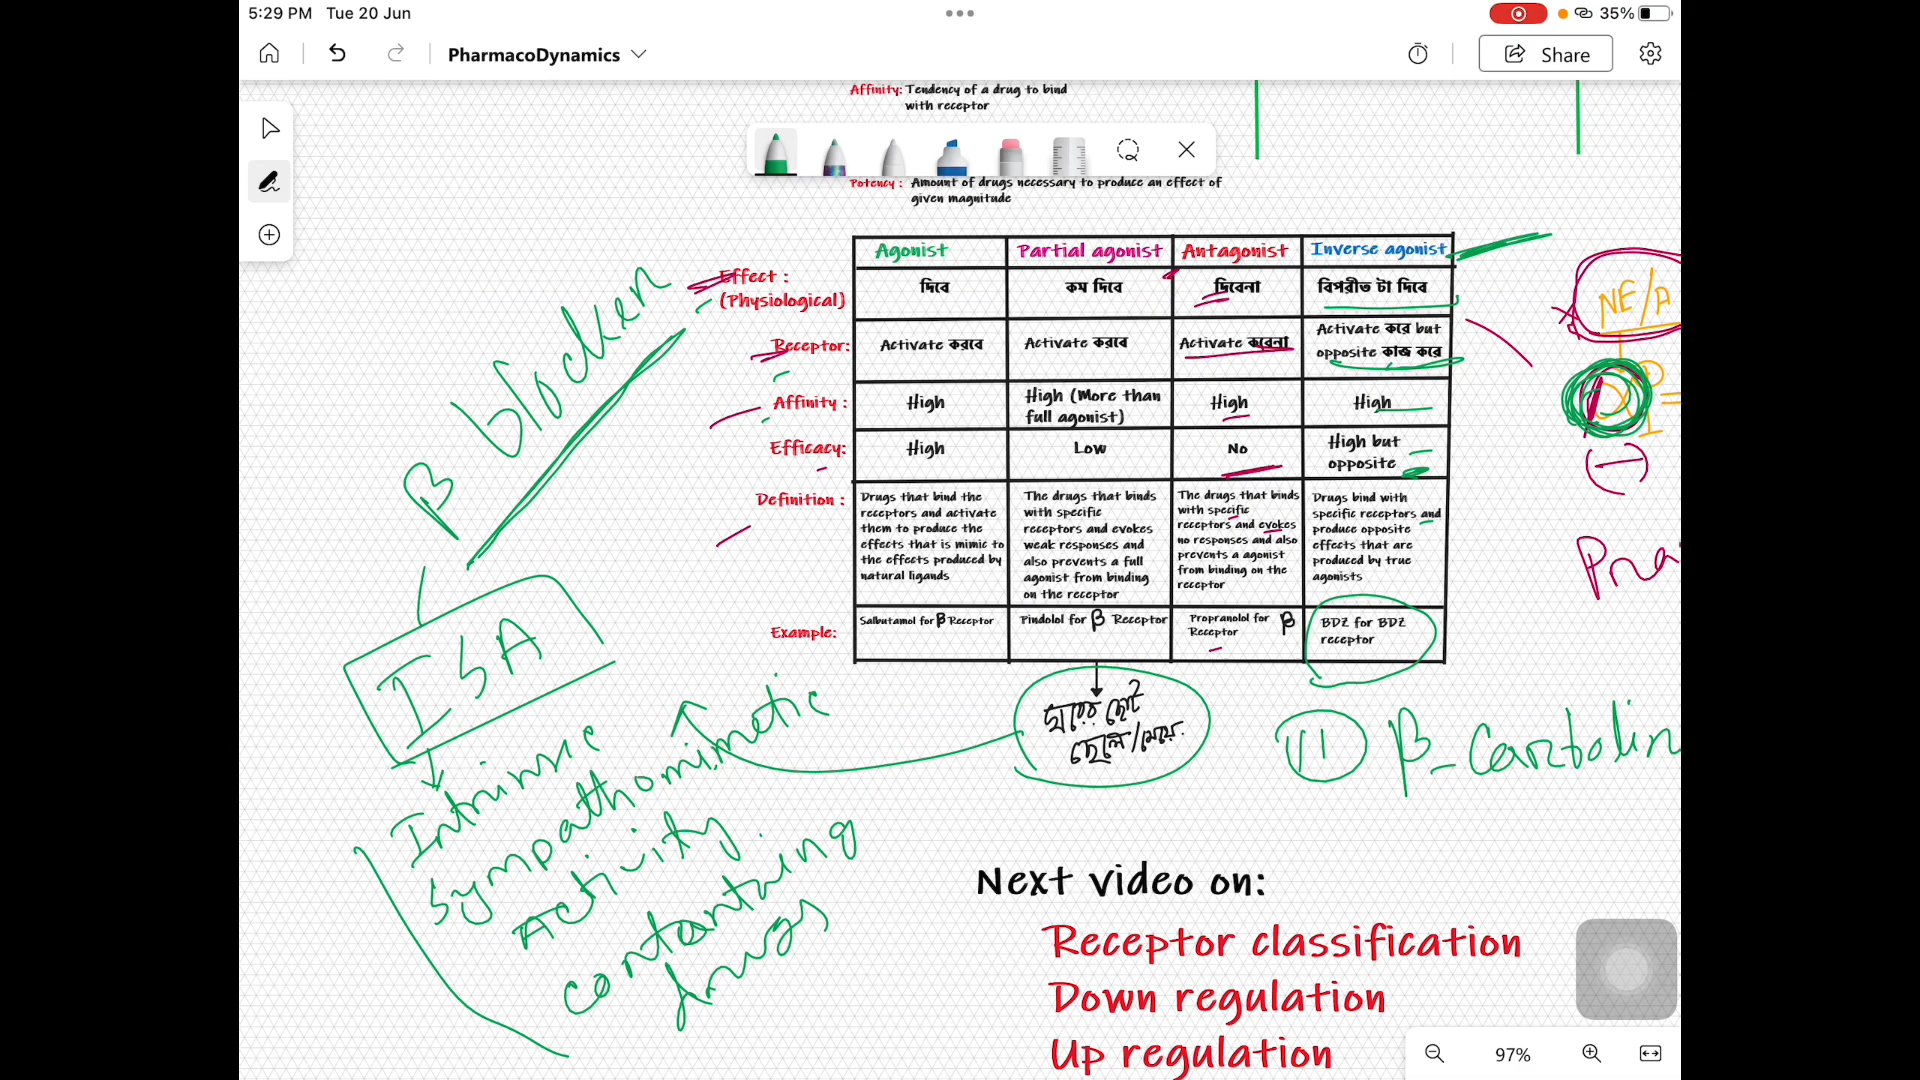 5:29 PM Tue 20 Jun
35%
PharmacoDynamics
Share
Affinity: Tendency of a drug to bind
with receptor
Potency : Amount of drugs necessary to produce an effect of
given magnitude
Agonist Partial agonist Antagonist Inverse agonist
Effect :
(Physiological)
দিবে
কম দিবে
দিবেনা
বিপরীত টা দিবে
Receptor:
Activate করবে
Activate করবে
Activate করেনা
Activate করে but
opposite কাজ করে
Affinity :
High
High (More than
full agonist)
High
High
Efficacy:
High
Low
No
High but
opposite
Definition :
Drugs that bind the
receptors and activate
them to produce the
effects that is mimic to
the effects produced by
natural ligands
The drugs that binds
with specific
receptors and evokes
weak responses and
also prevents a full
agonist from binding
on the receptor
The drugs that binds
with specific
receptors and evokes
no responses and also
prevents a agonist
from binding on the
receptor
Drugs bind with
specific receptors and
produce opposite
effects that are
produced by true
agonists
Example:
Salbutamol for β Receptor
Pindolol for β Receptor
Propranolol for β
Receptor
BDZ for BDZ
receptor
β blocker
ISA
Intrinsic
Sympathomimetic
Activity
containing
drugs
NE/A
(-)
Pra
II β-Carbolin
Next video on:
Receptor classification
Down regulation
Up regulation
97%